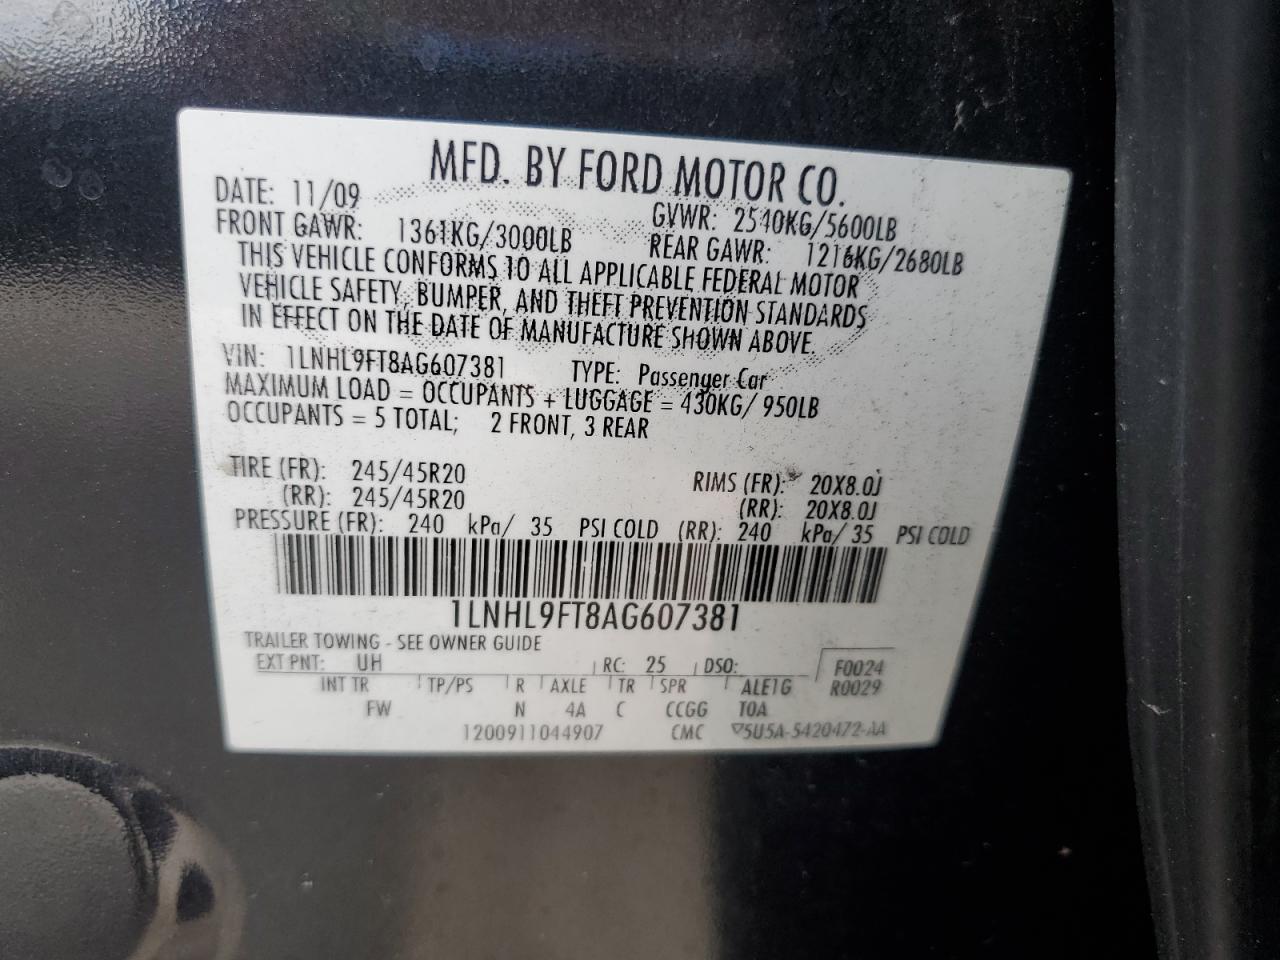 MFD. BY FORD MOTOR CO.
DATE: 11/09 GVWR: 2540KG/5600LB
FRONT GAWR: 1361KG/3000LB REAR GAWR: 1216KG/2680LB
THIS VEHICLE CONFORMS TO ALL APPLICABLE FEDERAL MOTOR
VEHICLE SAFETY, BUMPER, AND THEFT PREVENTION STANDARDS
IN EFFECT ON THE DATE OF MANUFACTURE SHOWN ABOVE.
VIN: 1LNHL9FT8AG607381 TYPE: Passenger Car
MAXIMUM LOAD = OCCUPANTS + LUGGAGE = 430KG/ 950LB
OCCUPANTS = 5 TOTAL; 2 FRONT, 3 REAR
TIRE (FR): 245/45R20 RIMS (FR): 20X8.0J
(RR): 245/45R20 (RR): 20X8.0J
PRESSURE (FR): 240 kPa/ 35 PSI COLD (RR): 240 kPa/ 35 PSI COLD
1LNHL9FT8AG607381
TRAILER TOWING - SEE OWNER GUIDE
EXT PNT: UH RC: 25 DSO: F0024
INT TR TP/PS R AXLE TR SPR ALE1G R0029
FW N 4A C CCGG TOA
1200911044907 CMC ▽5U5A-5420472-AA